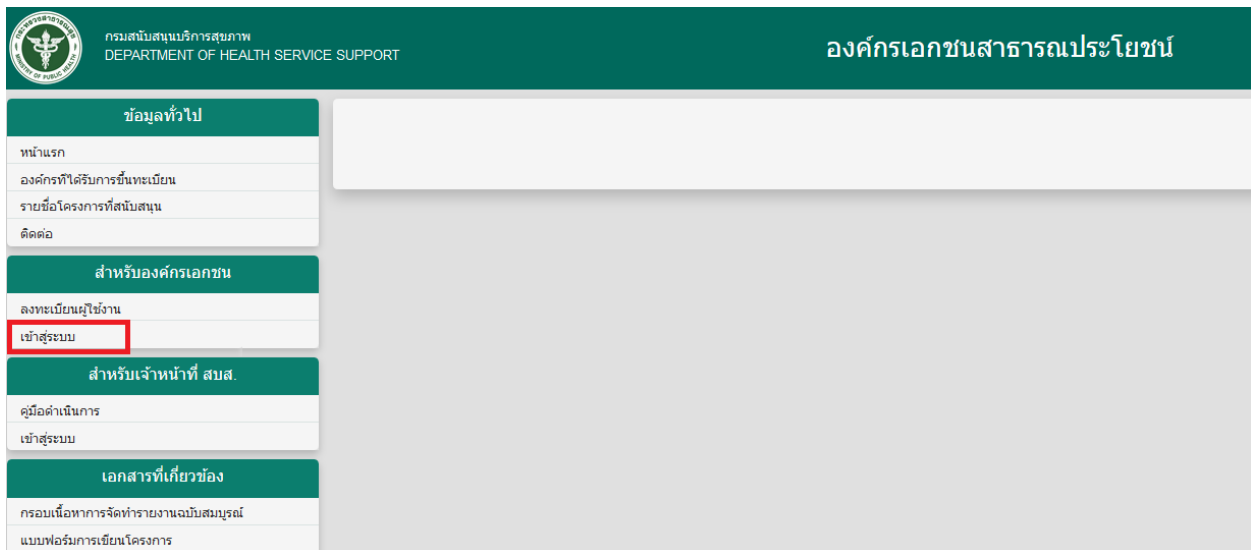 กรมสนับสนุนบริการสุขภาพ
DEPARTMENT OF HEALTH SERVICE SUPPORT
องค์กรเอกชนสาธารณประโยชน์
ข้อมูลทั่วไป
หน้าแรก
องค์กรที่ได้รับการขึ้นทะเบียน
รายชื่อโครงการที่สนับสนุน
ติดต่อ
สำหรับองค์กรเอกชน
ลงทะเบียนผู้ใช้งาน
เข้าสู่ระบบ
สำหรับเจ้าหน้าที่ สบส.
คู่มือดำเนินการ
เข้าสู่ระบบ
เอกสารที่เกี่ยวข้อง
กรอบเนื้อหาการจัดทำรายงานฉบับสมบูรณ์
แบบฟอร์มการเขียนโครงการ